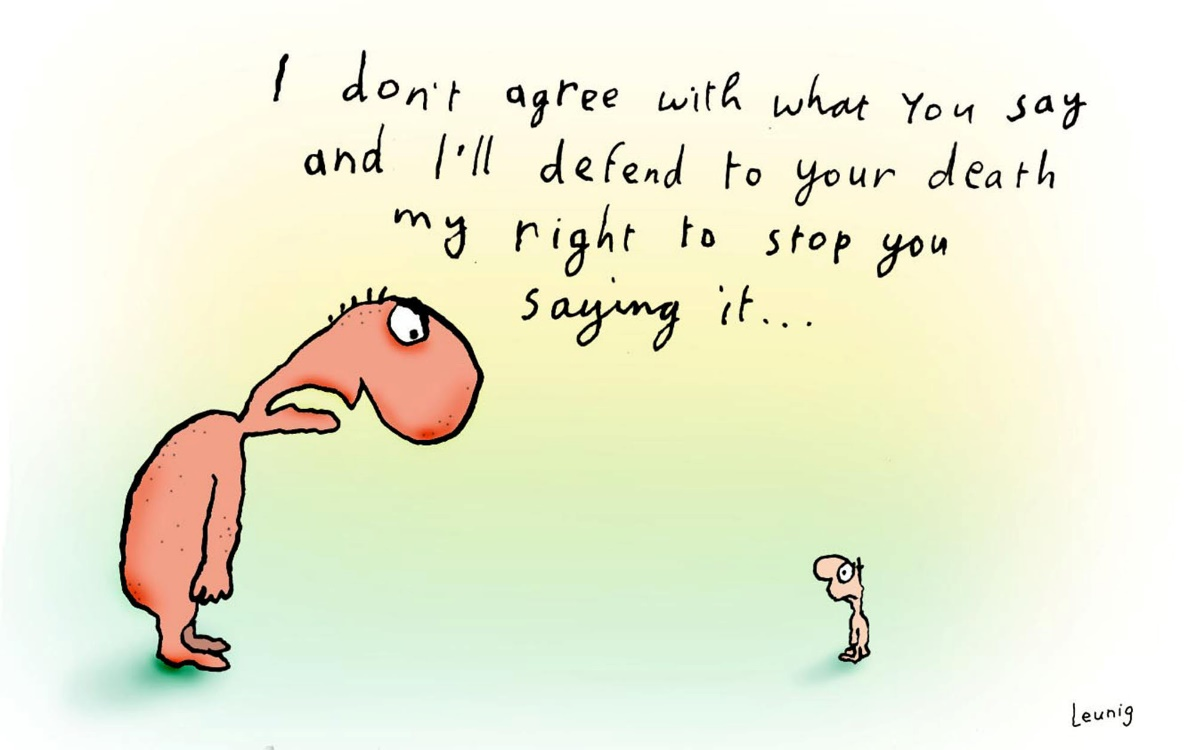 I don't agree with what You say
and I'll defend to your death
my right to stop you
saying it...
Leunig